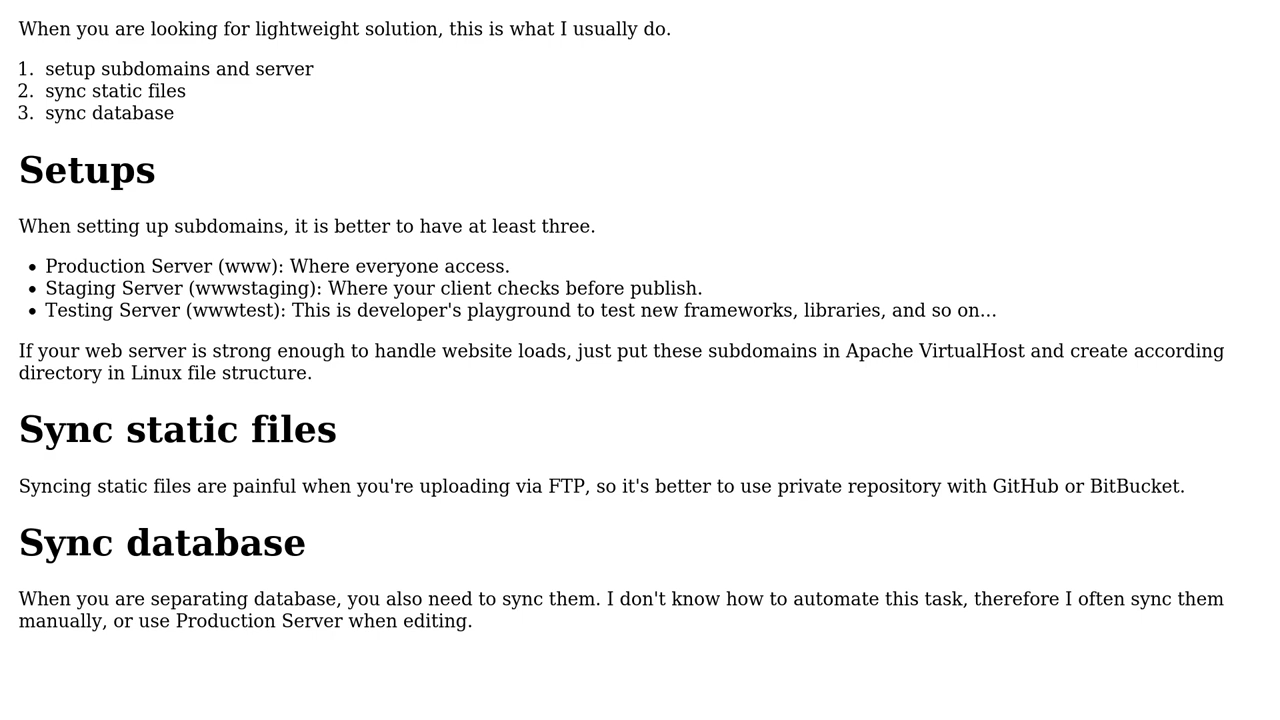 When you are looking for lightweight solution, this is what I usually do.
1. setup subdomains and server
2. sync static files
3. sync database
Setups
When setting up subdomains, it is better to have at least three.
• Production Server (www): Where everyone access.
• Staging Server (wwwstaging): Where your client checks before publish.
• Testing Server (wwwtest): This is developer's playground to test new frameworks, libraries, and so on...
If your web server is strong enough to handle website loads, just put these subdomains in Apache VirtualHost and create according
directory in Linux file structure.
Sync static files
Syncing static files are painful when you're uploading via FTP, so it's better to use private repository with GitHub or BitBucket.
Sync database
When you are separating database, you also need to sync them. I don't know how to automate this task, therefore I often sync them
manually, or use Production Server when editing.